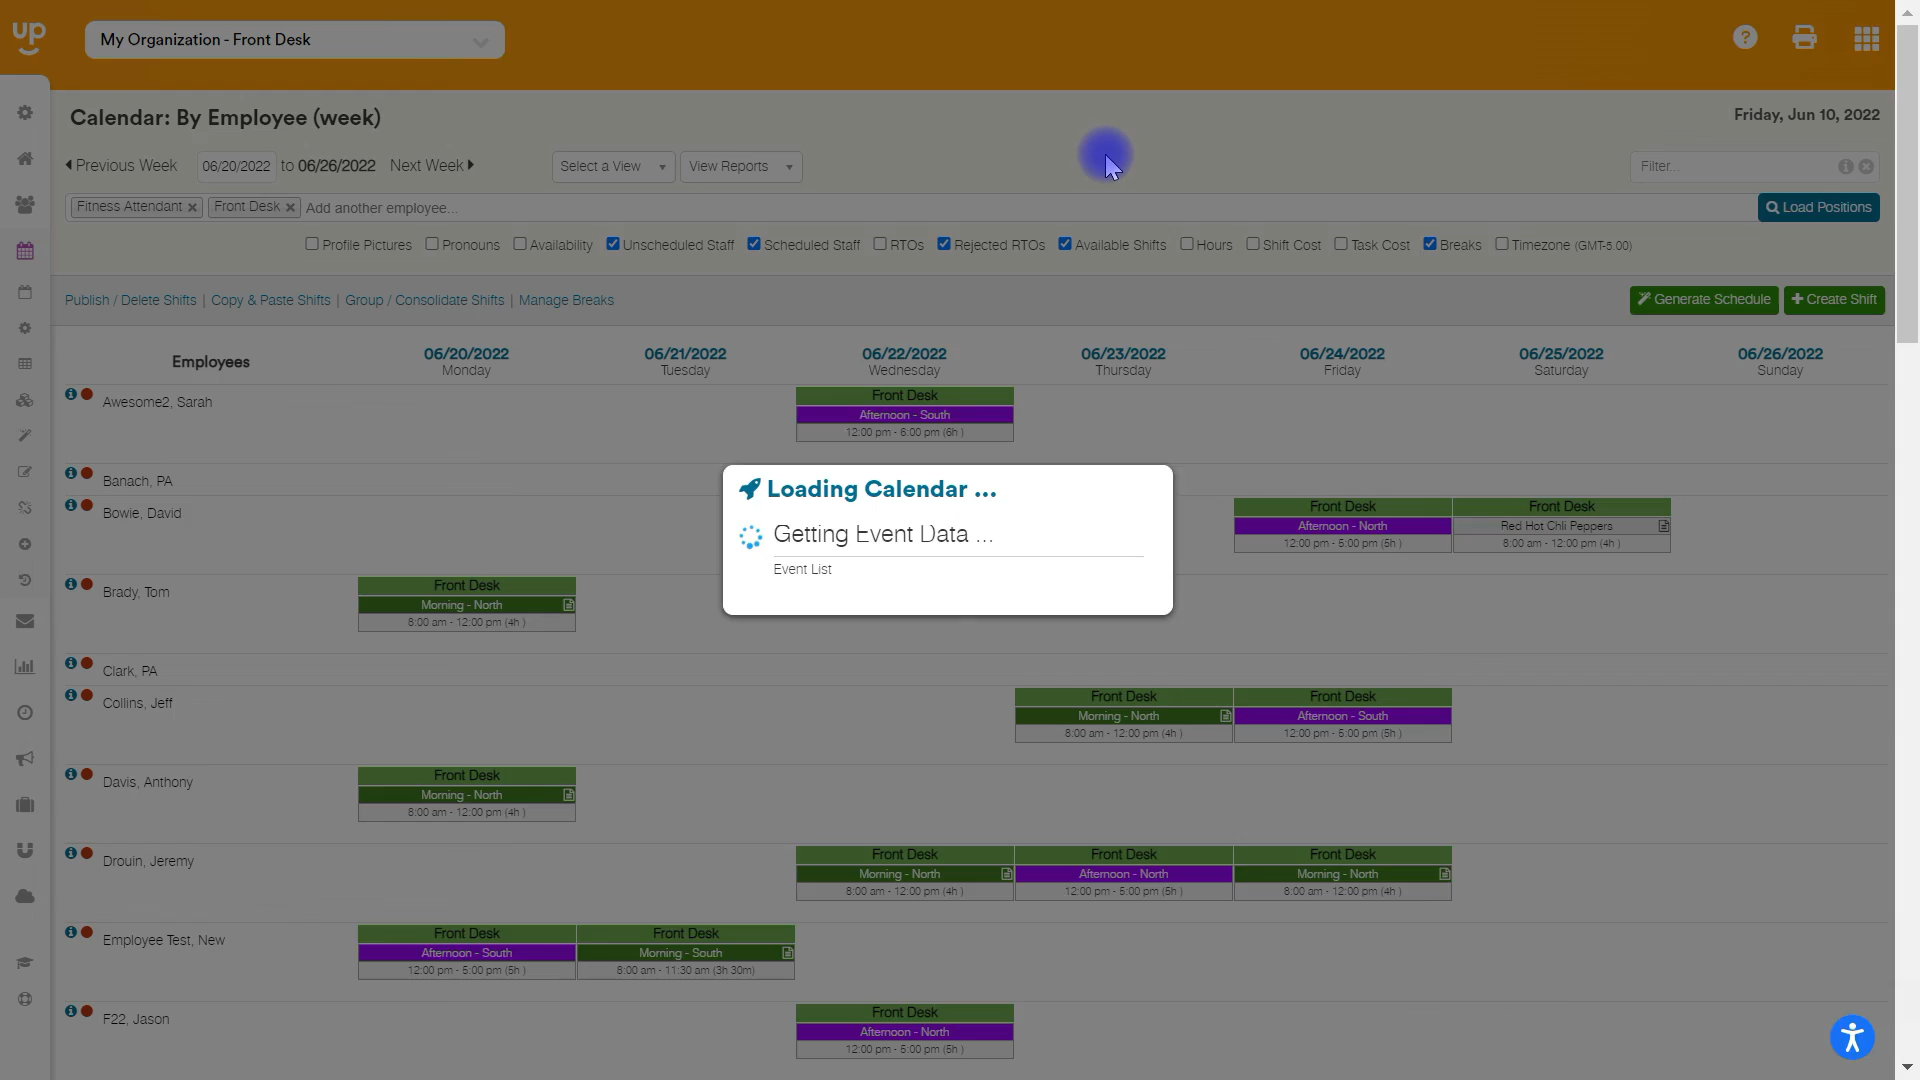 up
My Organization - Front Desk
Calendar: By Employee (week)
Friday, Jun 10, 2022
Previous Week 06/20/2022 to 06/26/2022 Next Week Select a View View Reports Filter...
Fitness Attendant Front Desk Add another employee... Load Positions
Profile Pictures Pronouns Availability Unscheduled Staff Scheduled Staff RTOs Rejected RTOs Available Shifts Hours Shift Cost Task Cost Breaks Timezone (GMT-5:00)
Publish / Delete Shifts | Copy & Paste Shifts | Group / Consolidate Shifts | Manage Breaks Generate Schedule Create Shift
Employees 06/20/2022 06/21/2022 06/22/2022 06/23/2022 06/24/2022 06/25/2022 06/26/2022
Monday Tuesday Wednesday Thursday Friday Saturday Sunday
Awesome2, Sarah
Front Desk
Afternoon - South
12:00 pm - 6:00 pm (6h )
Banach, PA
Bowie, David
Front Desk Front Desk
Afternoon - North Red Hot Chli Peppers
12:00 pm - 5:00 pm (5h ) 8:00 am - 12:00 pm (4h )
Loading Calendar ...
Getting Event Data ...
Event List
Brady, Tom
Front Desk
Morning - North
8:00 am - 12:00 pm (4h )
Clark, PA
Collins, Jeff
Front Desk Front Desk
Morning - North Afternoon - South
8:00 am - 12:00 pm (4h ) 12:00 pm - 5:00 pm (5h )
Davis, Anthony
Front Desk
Morning - North
8:00 am - 12:00 pm (4h )
Drouin, Jeremy
Front Desk Front Desk Front Desk
Morning - North Afternoon - North Morning - North
8:00 am - 12:00 pm (4h ) 12:00 pm - 5:00 pm (5h ) 8:00 am - 12:00 pm (4h )
Employee Test, New
Front Desk Front Desk
Afternoon - South Morning - South
12:00 pm - 5:00 pm (5h ) 8:00 am - 11:30 am (3h 30m)
F22, Jason
Front Desk
Afternoon - North
12:00 pm - 5:00 pm (5h )